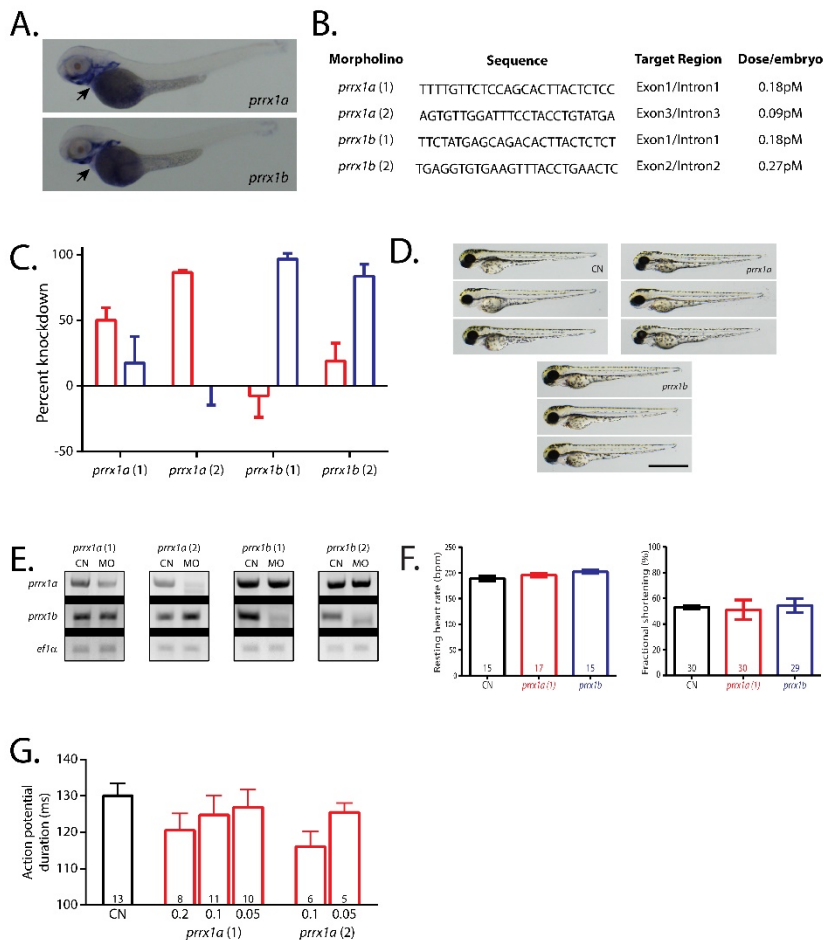 A.
prrx1a
prrx1b
B.
Morpholino Sequence Target Region Dose/embryo
prrx1a (1) TTTTGTTCTCCAGCACTTACTCTCC Exon1/Intron1 0.18pM
prrx1a (2) AGTGTTGGATTTCCTACCTGTATGA Exon3/Intron3 0.09pM
prrx1b (1) TTCTATGAGCAGACACTTACTCTCT Exon1/Intron1 0.18pM
prrx1b (2) TGAGGTGTGAAGTTTACCTGAACTC Exon2/Intron2 0.27pM
C.
Percent knockdown
100
50
0
-50
prrx1a (1) prrx1a (2) prrx1b (1) prrx1b (2)
D.
CN
prrx1a
prrx1b
E.
prrx1a (1) prrx1a (2) prrx1b (1) prrx1b (2)
CN MO CN MO CN MO CN MO
prrx1a
prrx1b
ef1α
F.
Resting heart rate (bpm)
250
200
150
100
50
0
15 17 15
CN prrx1a (1) prrx1b
Fractional shortening (%)
100
80
60
40
20
0
30 30 29
CN prrx1a (1) prrx1b
G.
Action potential
duration (ms)
140
130
120
110
100
13 8 11 10 6 5
CN 0.2 0.1 0.05 0.1 0.05
prrx1a (1) prrx1a (2)